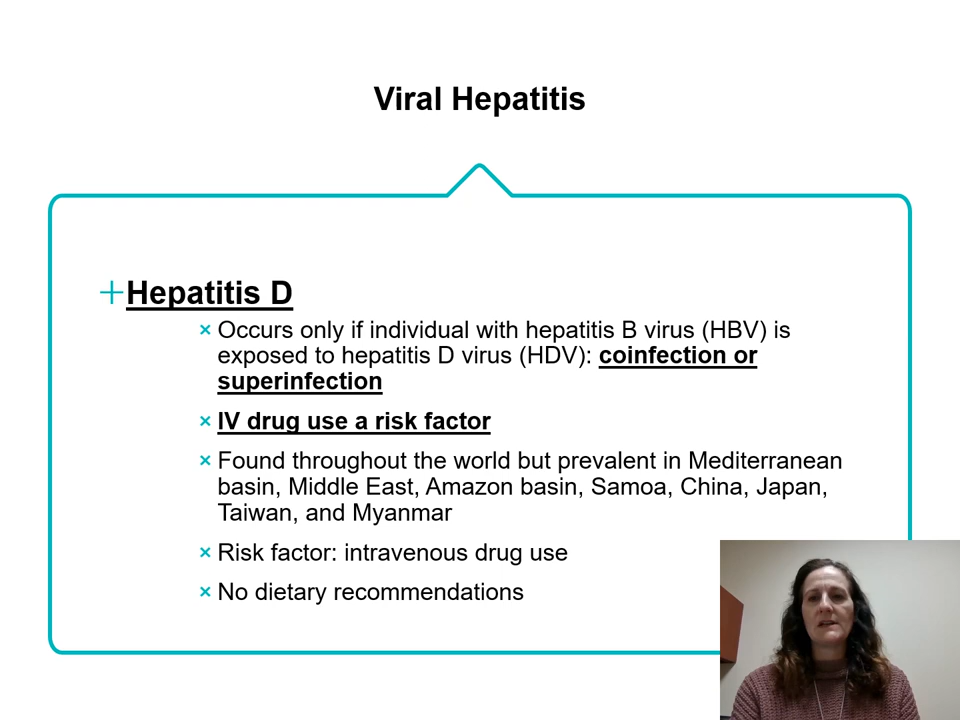 Viral Hepatitis
Hepatitis D
× Occurs only if individual with hepatitis B virus (HBV) is
exposed to hepatitis D virus (HDV): coinfection or
superinfection
× IV drug use a risk factor
× Found throughout the world but prevalent in Mediterranean
basin, Middle East, Amazon basin, Samoa, China, Japan,
Taiwan, and Myanmar
× Risk factor: intravenous drug use
× No dietary recommendations